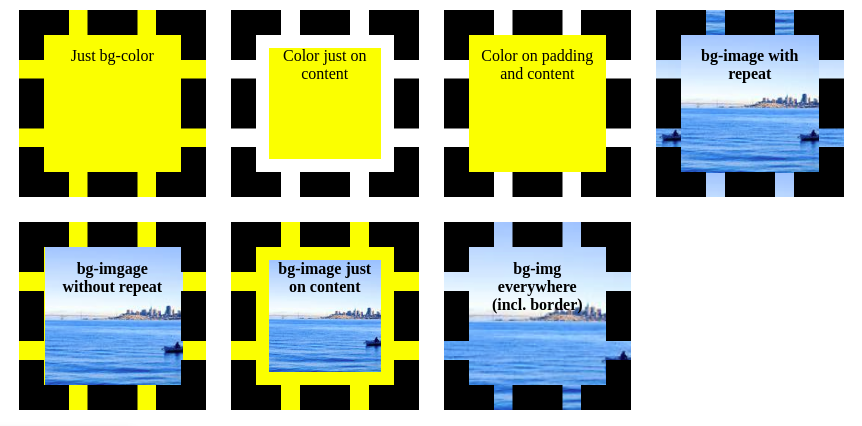 Just bg-color
Color just on
content
Color on padding
and content
bg-image with
repeat
bg-imgage
without repeat
bg-image just
on content
bg-img
everywhere
(incl. border)